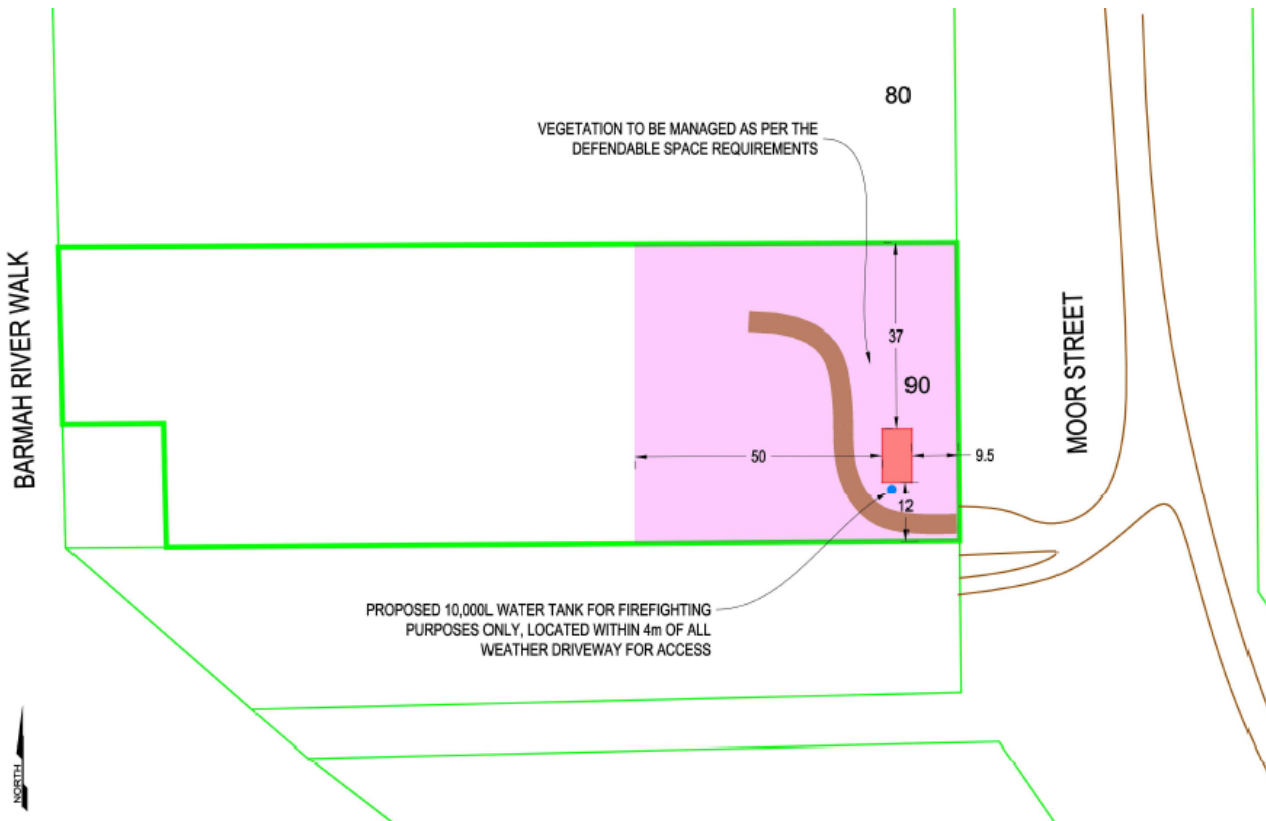 80
VEGETATION TO BE MANAGED AS PER THE
DEFENDABLE SPACE REQUIREMENTS
BARMAH RIVER WALK
MOOR STREET
37
90
50
9.5
12
PROPOSED 10,000L WATER TANK FOR FIREFIGHTING
PURPOSES ONLY, LOCATED WITHIN 4m OF ALL
WEATHER DRIVEWAY FOR ACCESS
NORTH